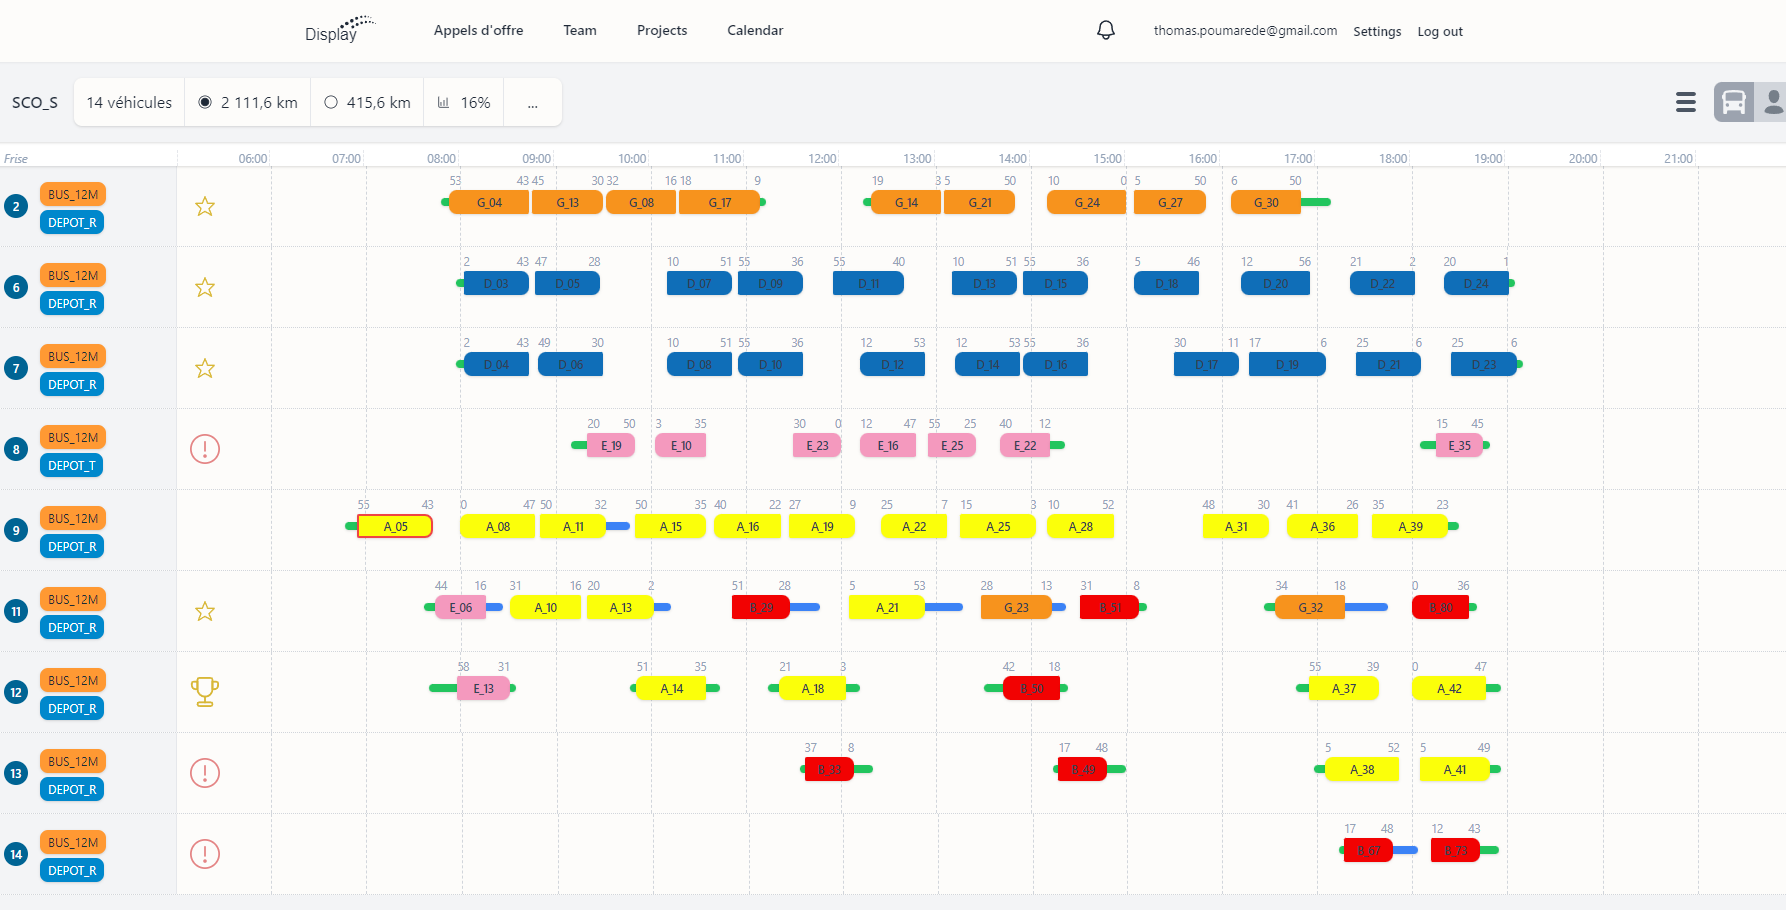 Display Appels d'offre Team Projects Calendar thomas.poumarede@gmail.com Settings Log out
SCO_S 14 véhicules 2 111,6 km 415,6 km 16% ...
Frise 06:00 07:00 08:00 09:00 10:00 11:00 12:00 13:00 14:00 15:00 16:00 17:00 18:00 19:00 20:00 21:00
53 43 45 30 32 16 18 9 19 3 5 50 10 0 5 50 6 50
2 BUS_12M DEPOT_R G_04 G_13 G_08 G_17 G_14 G_21 G_24 G_27 G_30
2 43 47 28 10 51 55 36 55 40 10 51 55 36 5 46 12 56 21 2 20 1
6 BUS_12M DEPOT_R D_03 D_05 D_07 D_09 D_11 D_13 D_15 D_18 D_20 D_22 D_24
2 43 49 30 10 51 55 36 12 53 12 53 55 36 30 11 17 6 25 6 25 6
7 BUS_12M DEPOT_R D_04 D_06 D_08 D_10 D_12 D_14 D_16 D_17 D_19 D_21 D_23
20 50 3 35 30 0 12 47 55 25 40 12 15 45
8 BUS_12M DEPOT_T E_19 E_10 E_23 E_16 E_25 E_22 E_35
55 43 0 47 50 32 50 35 40 22 27 9 25 7 15 3 10 52 48 30 41 26 35 23
9 BUS_12M DEPOT_R A_05 A_08 A_11 A_15 A_16 A_19 A_22 A_25 A_28 A_31 A_36 A_39
44 16 31 16 20 2 51 28 5 53 28 13 31 8 34 18 0 36
11 BUS_12M DEPOT_R E_06 A_10 A_13 B_29 A_21 G_23 B_51 G_32 B_80
58 31 51 35 21 3 42 18 55 39 0 47
12 BUS_12M DEPOT_R E_13 A_14 A_18 B_50 A_37 A_42
37 8 17 48 5 52 5 49
13 BUS_12M DEPOT_R B_33 B_49 A_38 A_41
17 48 12 43
14 BUS_12M DEPOT_R B_67 B_73